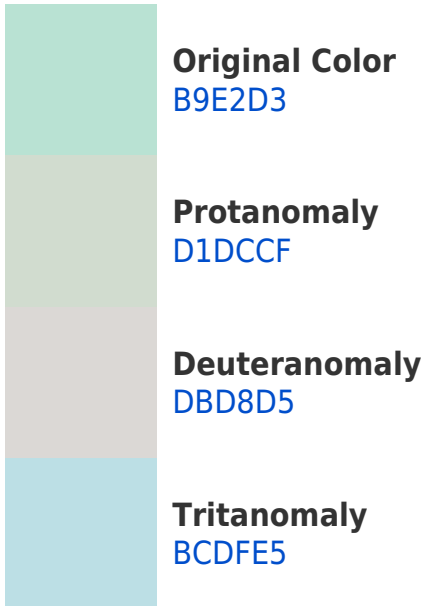 Original Color
B9E2D3
Protanomaly
D1DCCF
Deuteranomaly
DBD8D5
Tritanomaly
BCDFE5